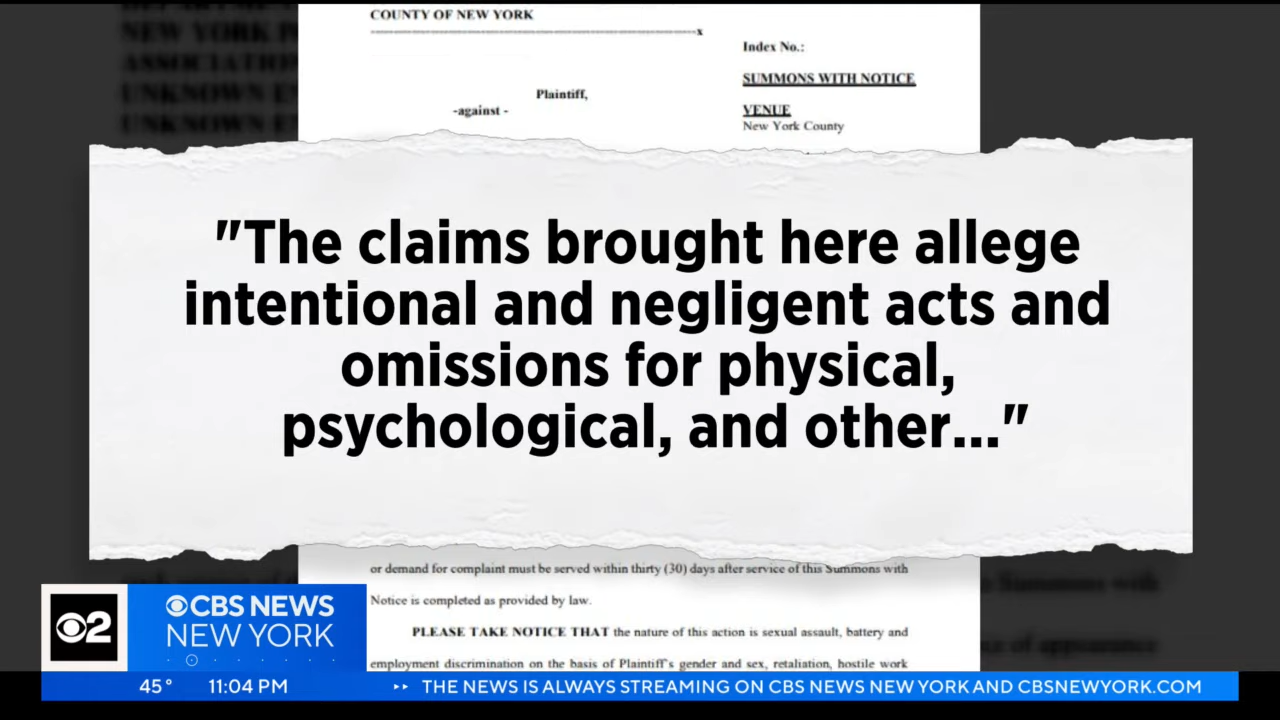 COUNTY OF NEW YORK
x
Index No.:
SUMMONS WITH NOTICE
Plaintiff,
-against -
VENUE
New York County
"The claims brought here allege
intentional and negligent acts and
omissions for physical,
psychological, and other..."
or demand for complaint must be served within thirty (30) days after service of this Summons with
Notice is completed as provided by law.
PLEASE TAKE NOTICE THAT the nature of this action is sexual assault, battery and
employment discrimination on the basis of Plaintiff's gender and sex, retaliation, hostile work
2
CBS NEWS
NEW YORK
45° 11:04 PM THE NEWS IS ALWAYS STREAMING ON CBS NEWS NEW YORK AND CBSNEWYORK.COM